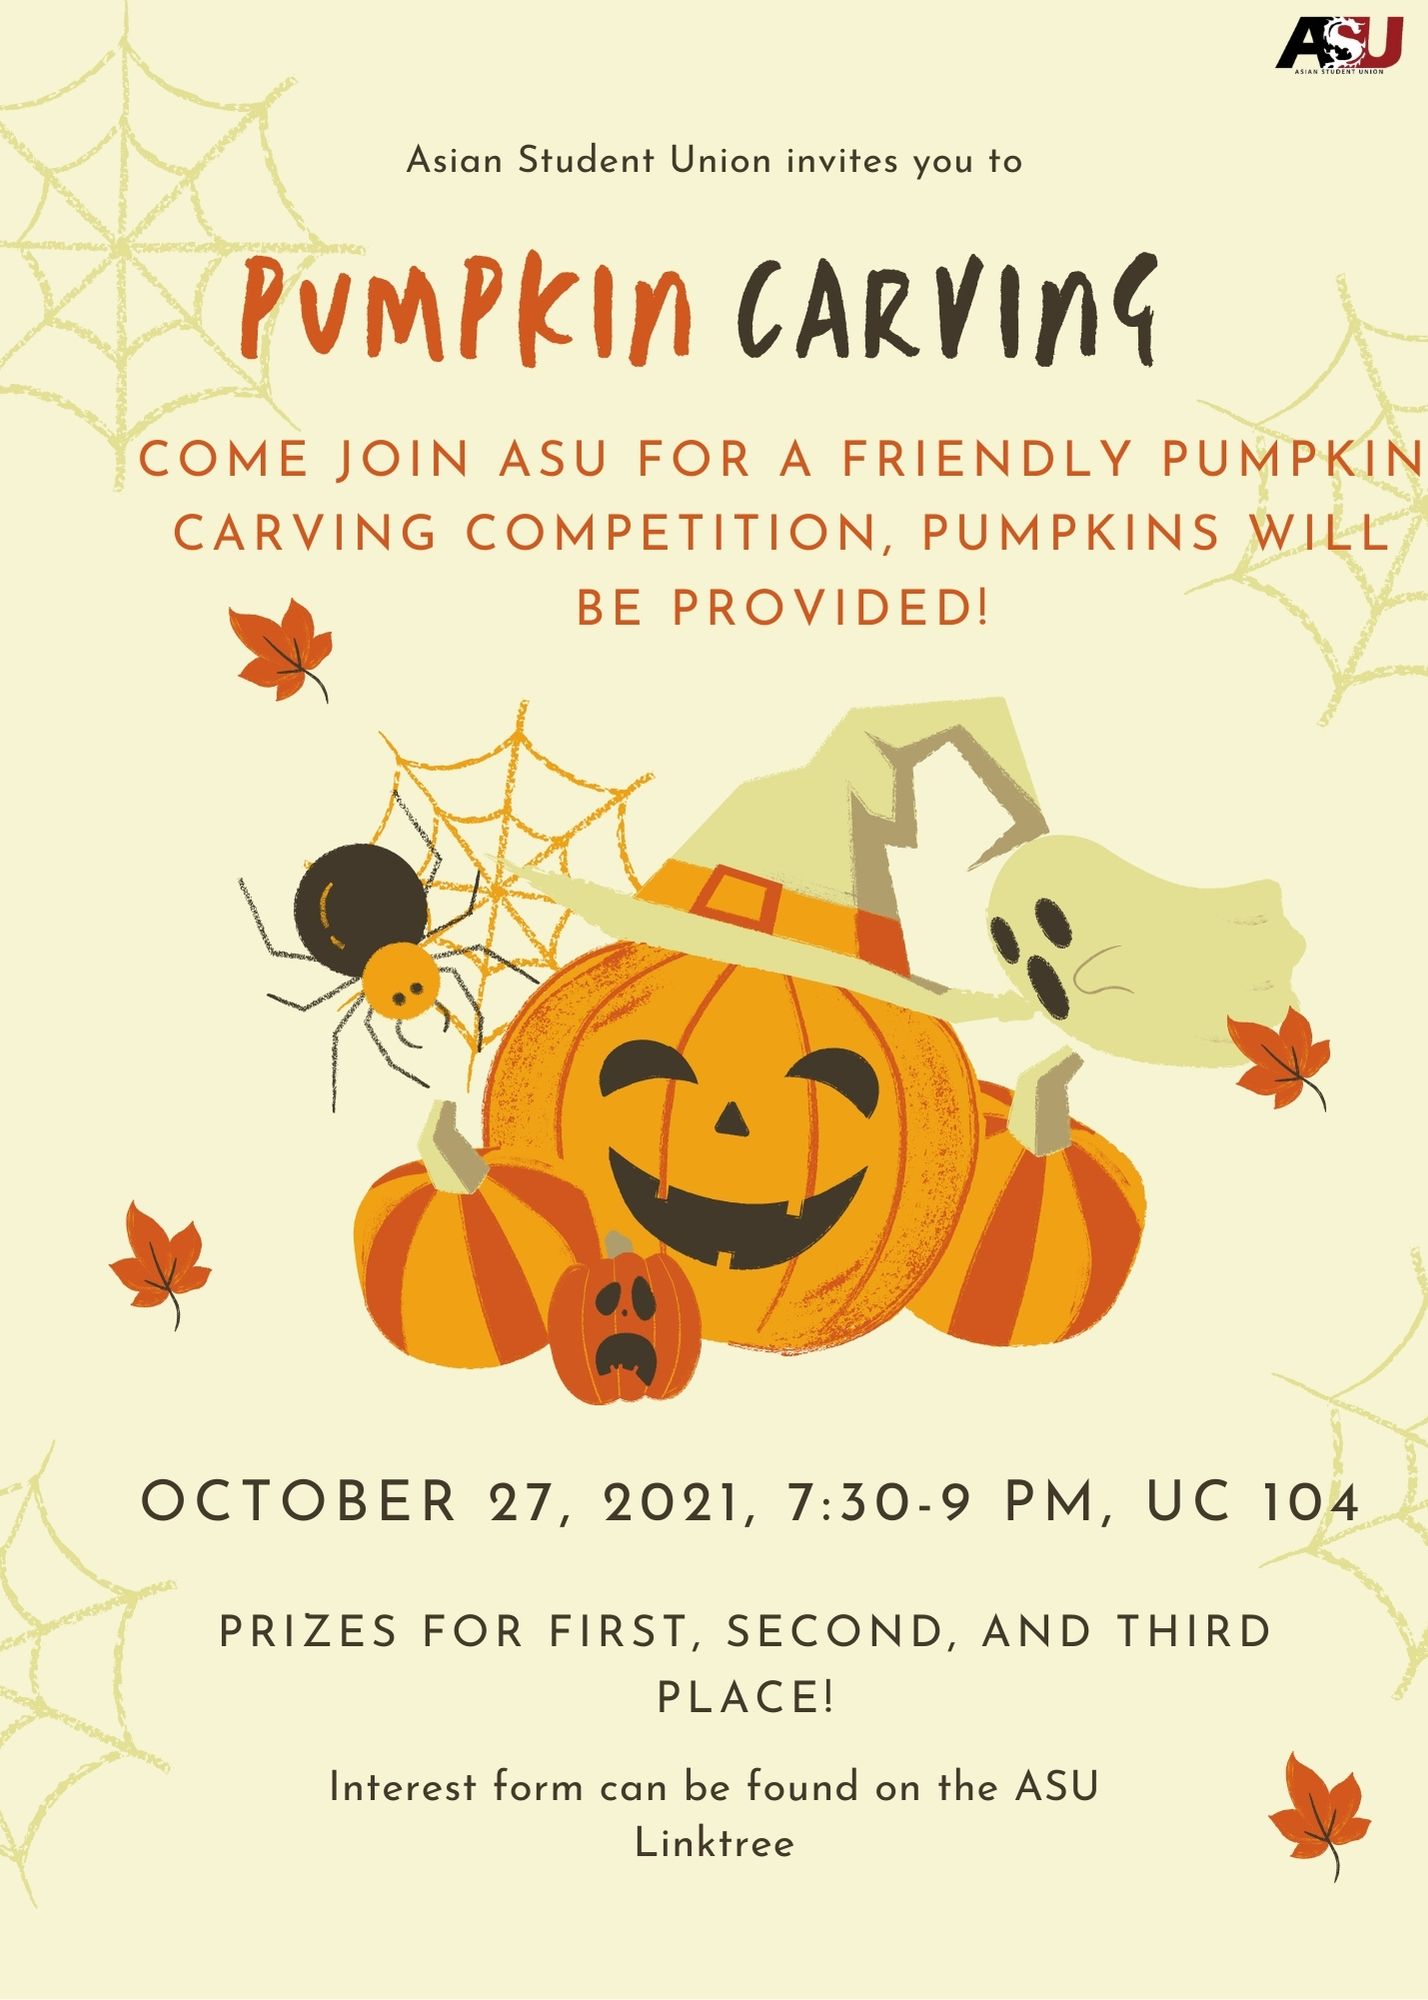 ASU
ASIAN STUDENT UNION
Asian Student Union invites you to
PUMPKIN CARVING
COME JOIN ASU FOR A FRIENDLY PUMPKIN
CARVING COMPETITION, PUMPKINS WILL
BE PROVIDED!
OCTOBER 27, 2021, 7:30-9 PM, UC 104
PRIZES FOR FIRST, SECOND, AND THIRD
PLACE!
Interest form can be found on the ASU
Linktree